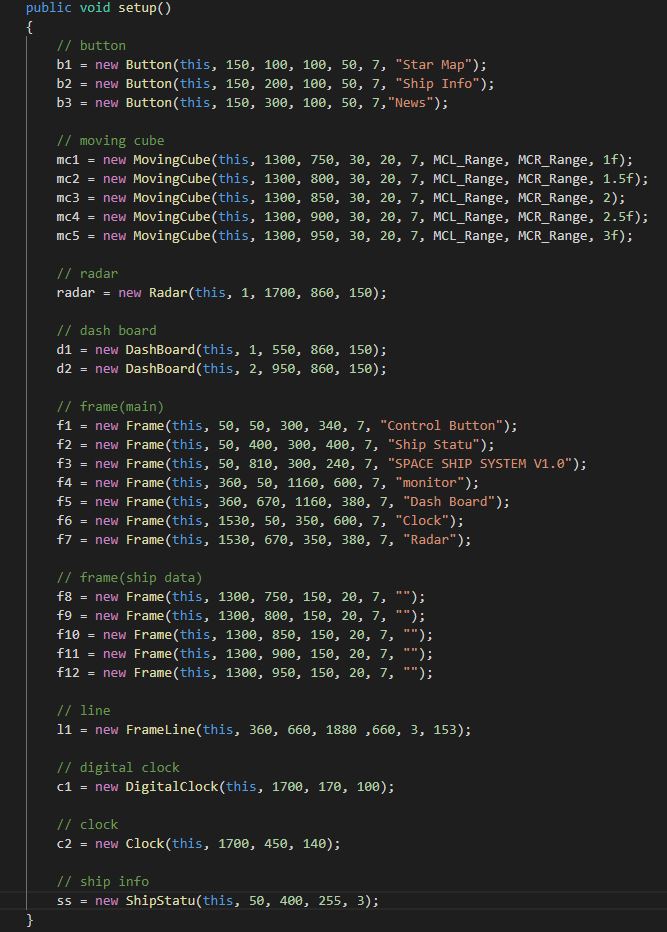 public void setup()
{
// button
b1 = new Button(this, 150, 100, 100, 50, 7, "Star Map");
b2 = new Button(this, 150, 200, 100, 50, 7, "Ship Info");
b3 = new Button(this, 150, 300, 100, 50, 7,"News");
// moving cube
mc1 = new MovingCube(this, 1300, 750, 30, 20, 7, MCL_Range, MCR_Range, 1f);
mc2 = new MovingCube(this, 1300, 800, 30, 20, 7, MCL_Range, MCR_Range, 1.5f);
mc3 = new MovingCube(this, 1300, 850, 30, 20, 7, MCL_Range, MCR_Range, 2);
mc4 = new MovingCube(this, 1300, 900, 30, 20, 7, MCL_Range, MCR_Range, 2.5f);
mc5 = new MovingCube(this, 1300, 950, 30, 20, 7, MCL_Range, MCR_Range, 3f);
// radar
radar = new Radar(this, 1, 1700, 860, 150);
// dash board
d1 = new DashBoard(this, 1, 550, 860, 150);
d2 = new DashBoard(this, 2, 950, 860, 150);
// frame(main)
f1 = new Frame(this, 50, 50, 300, 340, 7, "Control Button");
f2 = new Frame(this, 50, 400, 300, 400, 7, "Ship Statu");
f3 = new Frame(this, 50, 810, 300, 240, 7, "SPACE SHIP SYSTEM V1.0");
f4 = new Frame(this, 360, 50, 1160, 600, 7, "monitor");
f5 = new Frame(this, 360, 670, 1160, 380, 7, "Dash Board");
f6 = new Frame(this, 1530, 50, 350, 600, 7, "Clock");
f7 = new Frame(this, 1530, 670, 350, 380, 7, "Radar");
// frame(ship data)
f8 = new Frame(this, 1300, 750, 150, 20, 7, "");
f9 = new Frame(this, 1300, 800, 150, 20, 7, "");
f10 = new Frame(this, 1300, 850, 150, 20, 7, "");
f11 = new Frame(this, 1300, 900, 150, 20, 7, "");
f12 = new Frame(this, 1300, 950, 150, 20, 7, "");
// line
l1 = new FrameLine(this, 360, 660, 1880 ,660, 3, 153);
// digital clock
c1 = new DigitalClock(this, 1700, 170, 100);
// clock
c2 = new Clock(this, 1700, 450, 140);
// ship info
ss = new ShipStatu(this, 50, 400, 255, 3);
}